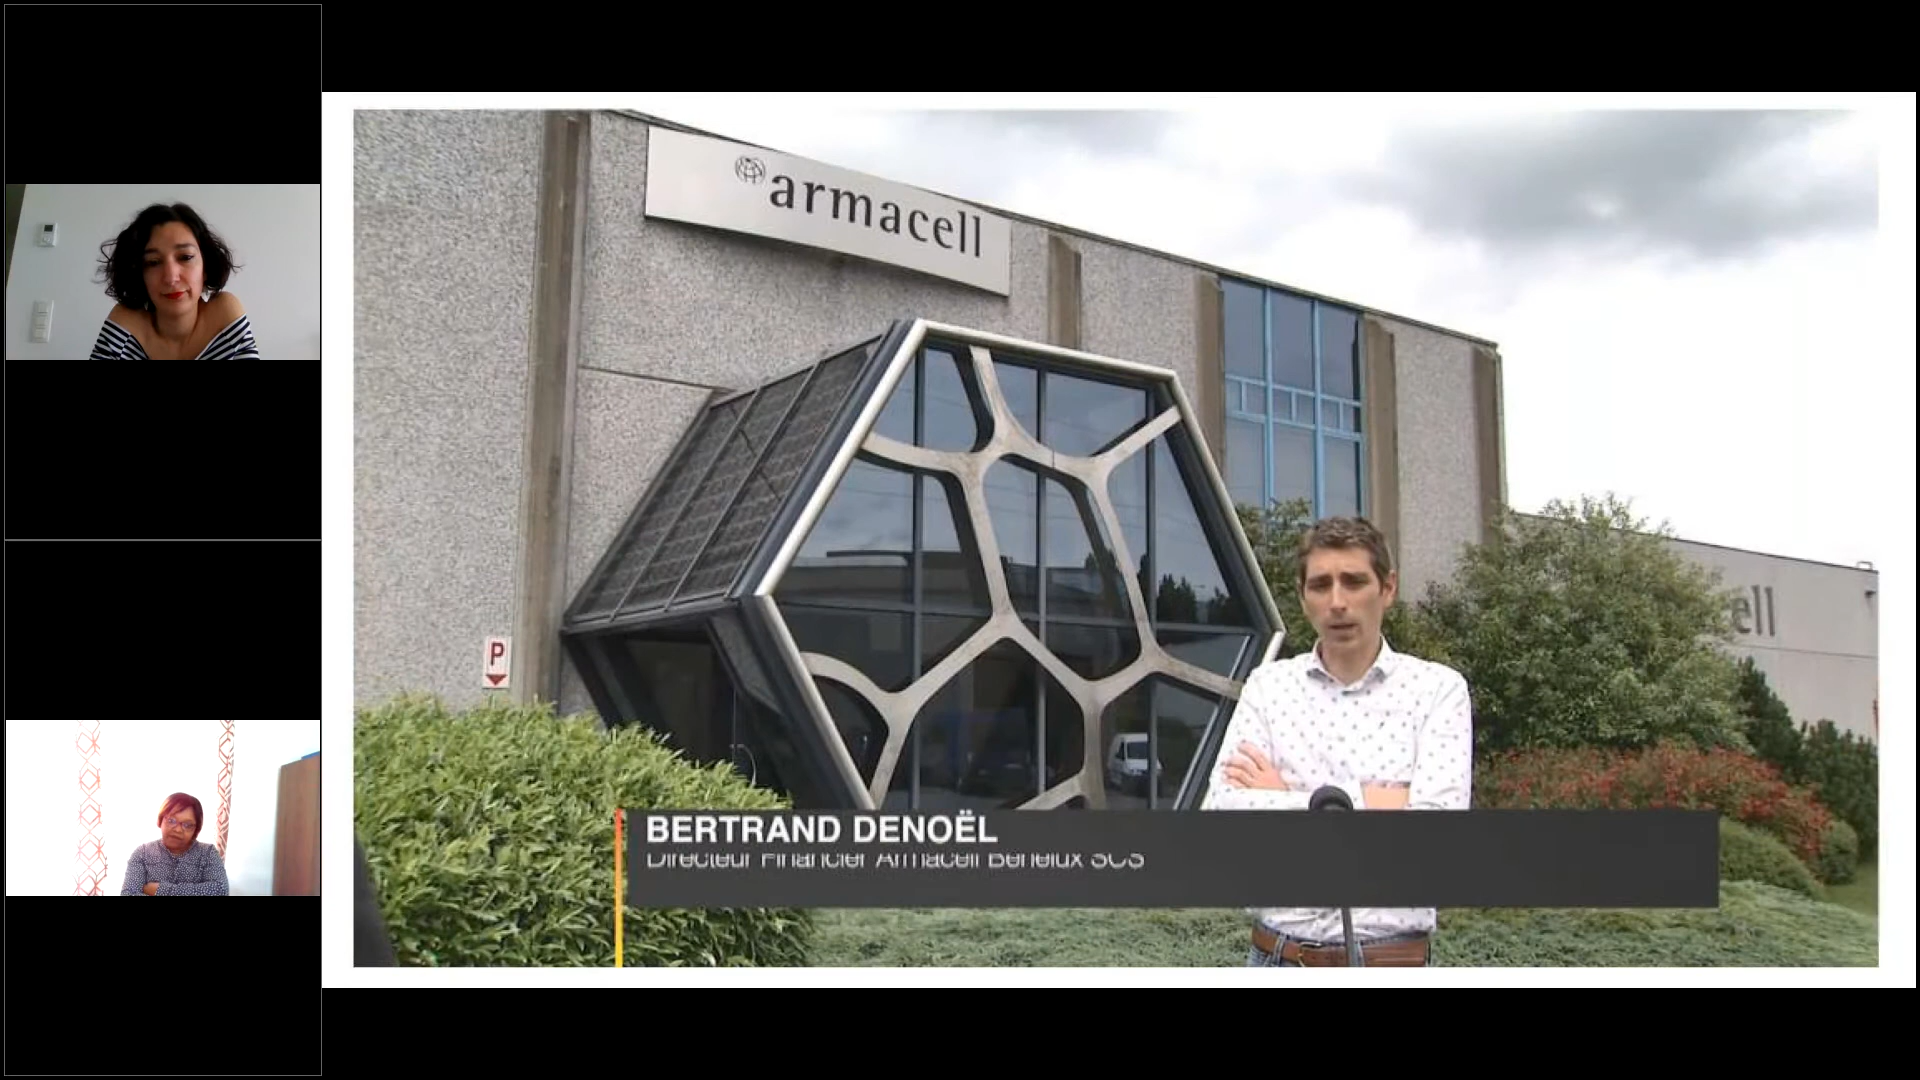 armacell
ell
P
BERTRAND DENOËL
Directeur Financier Armacell Benelux SCS